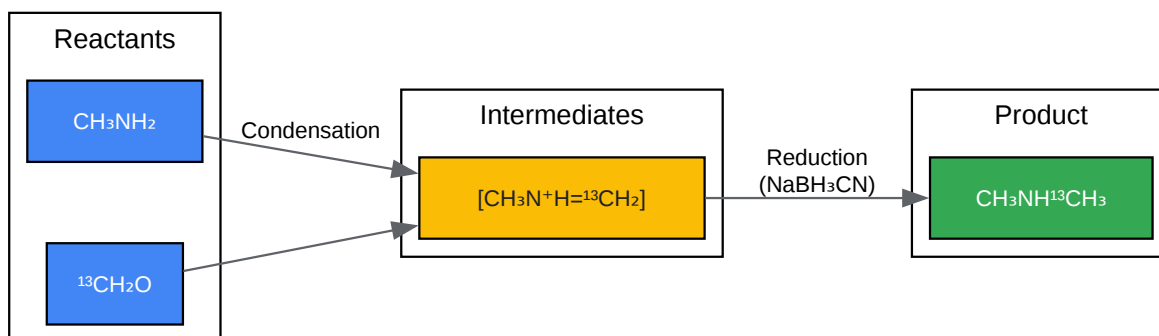 Reactants
CH₃NH₂
¹³CH₂O
Condensation
Intermediates
[CH₃N⁺H=¹³CH₂]
Reduction
(NaBH₃CN)
Product
CH₃NH¹³CH₃